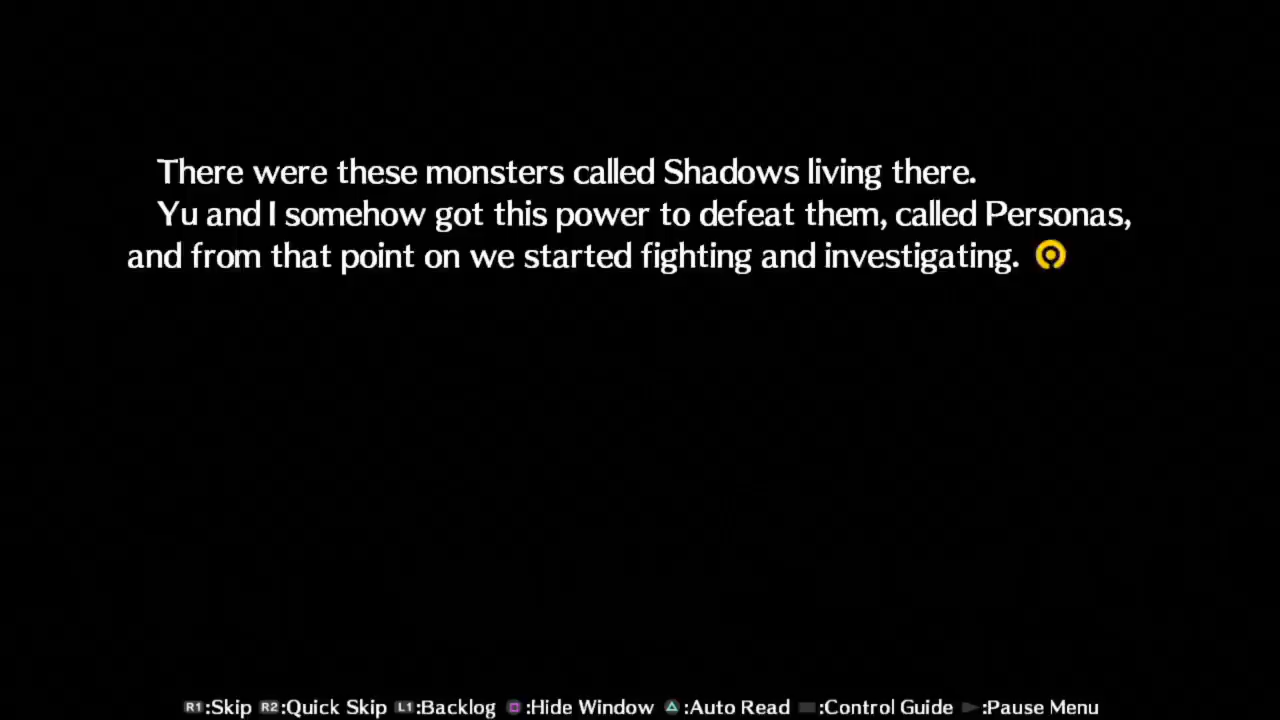 There were these monsters called Shadows living there.
Yu and I somehow got this power to defeat them, called Personas,
and from that point on we started fighting and investigating.
R1:Skip R2:Quick Skip L1:Backlog :Hide Window :Auto Read :Control Guide :Pause Menu